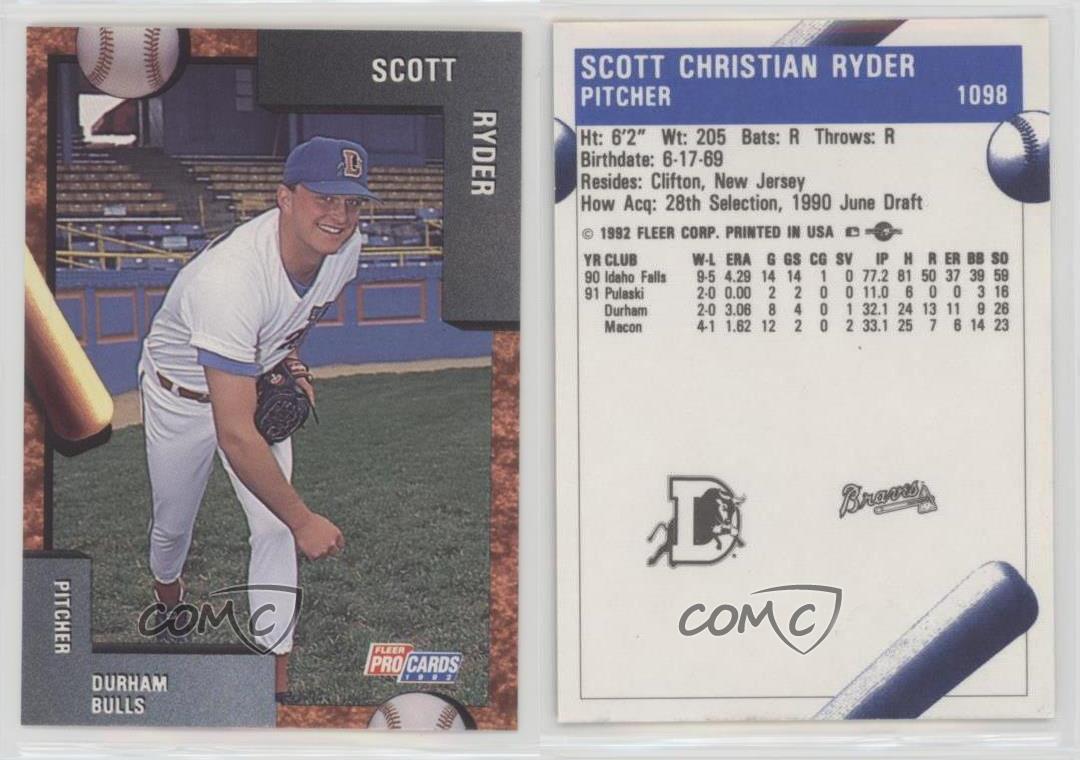 SCOTT
RYDER
PITCHER
DURHAM
BULLS
FLEER
PRO CARDS
1992
COMC
SCOTT CHRISTIAN RYDER
PITCHER 1098
Ht: 6'2" Wt: 205 Bats: R Throws: R
Birthdate: 6-17-69
Resides: Clifton, New Jersey
How Acq: 28th Selection, 1990 June Draft
© 1992 FLEER CORP. PRINTED IN USA
YR CLUB W-L ERA G GS CG SV IP H R ER BB SO
90 Idaho Falls 9-5 4.29 14 14 1 0 77.2 81 50 37 39 59
91 Pulaski 2-0 0.00 2 2 0 0 11.0 6 0 0 3 16
Durham 2-0 3.06 8 4 0 1 32.1 24 13 11 9 26
Macon 4-1 1.62 12 2 0 2 33.1 25 7 6 14 23
D
Braves
COMC